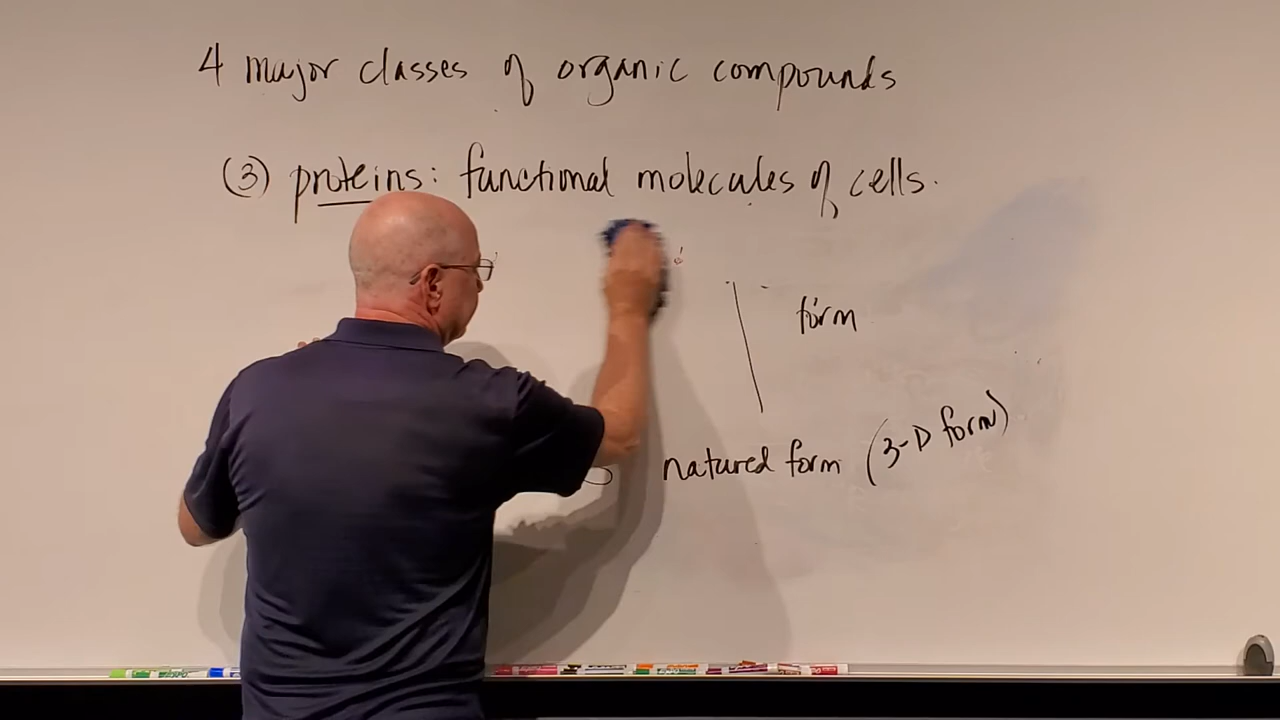 4 major classes of organic compounds
(3) proteins: functional molecules of cells.
form
natured form (3-D form)